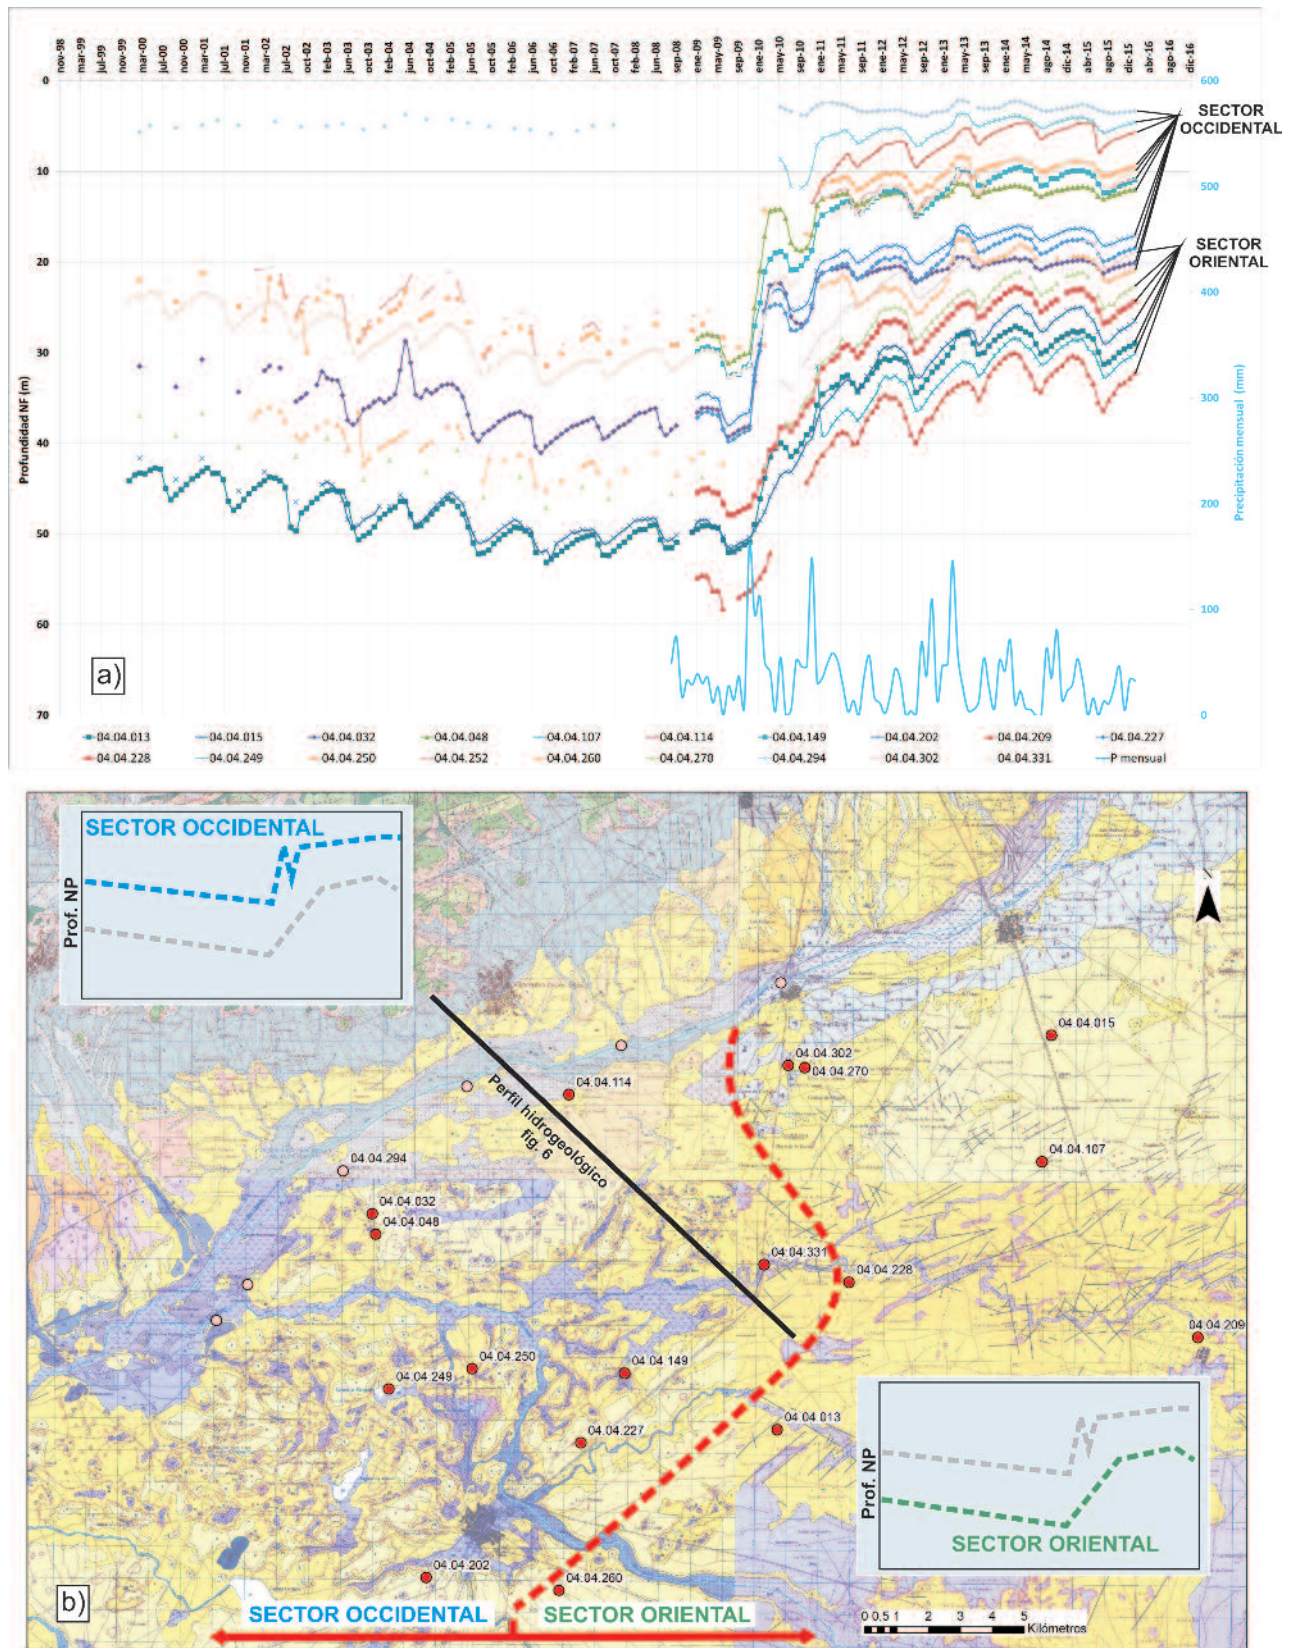 nov-98
mar-99
jul-99
nov-99
mar-00
jul-00
nov-00
mar-01
jul-01
nov-01
mar-02
jul-02
oct-02
feb-03
jun-03
oct-03
feb-04
jun-04
oct-04
feb-05
jun-05
oct-05
feb-06
jun-06
oct-06
feb-07
jun-07
oct-07
feb-08
jun-08
sep-08
ene-09
may-09
sep-09
ene-10
may-10
sep-10
ene-11
may-11
sep-11
ene-12
may-12
sep-12
ene-13
may-13
sep-13
ene-14
may-14
ago-14
dic-14
abr-15
ago-15
dic-15
abr-16
ago-16
dic-16
0
10
20
30
40
50
60
70
Profundidad NF (m)
600
500
400
300
200
100
0
Precipitación mensual (mm)
SECTOR
OCCIDENTAL
SECTOR
ORIENTAL
a)
04.04.013 04.04.015 04.04.032 04.04.048 04.04.107 04.04.114 04.04.149 04.04.202 04.04.209 04.04.227
04.04.228 04.04.249 04.04.250 04.04.252 04.04.260 04.04.270 04.04.294 04.04.302 04.04.331 P mensual
SECTOR OCCIDENTAL
Prof. NP
04.04.015
04.04.302
04.04.270
04.04.114
Perfil hidrogeológico
fig. 6
04.04.107
04.04.294
04.04.032
04.04.048
04.04.331
04.04.228
04.04.209
04.04.250
04.04.149
04.04.249
04.04.013
04.04.227
Prof. NP
SECTOR ORIENTAL
04.04.202
04.04.260
b)
SECTOR OCCIDENTAL SECTOR ORIENTAL
0 0.5 1 2 3 4 5
Kilómetros